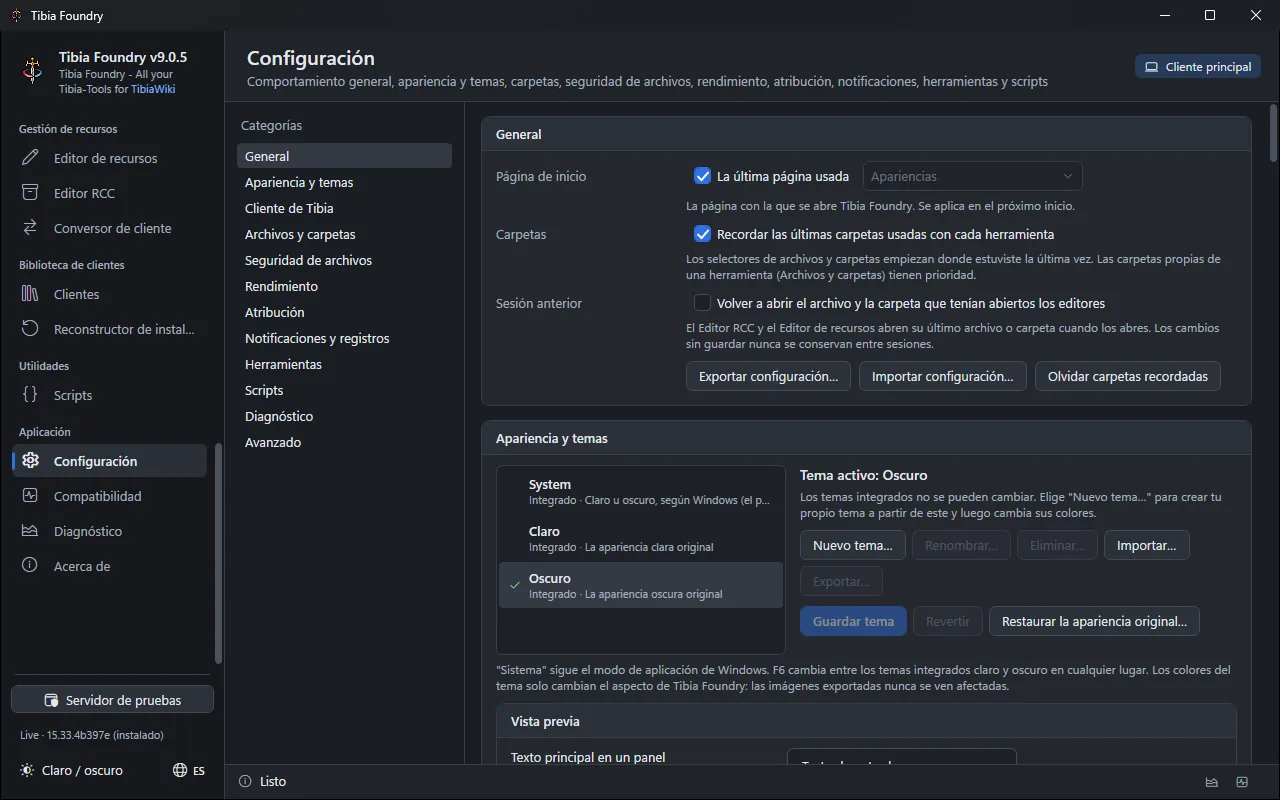 Tibia Foundry
Tibia Foundry v9.0.5
Tibia Foundry - All your
Tibia-Tools for TibiaWiki
Gestión de recursos
Editor de recursos
Editor RCC
Conversor de cliente
Biblioteca de clientes
Clientes
Reconstructor de instal...
Utilidades
Scripts
Aplicación
Configuración
Compatibilidad
Diagnóstico
Acerca de
Servidor de pruebas
Live · 15.33.4b397e (instalado)
Claro / oscuro
ES
Configuración
Comportamiento general, apariencia y temas, carpetas, seguridad de archivos, rendimiento, atribución, notificaciones, herramientas y scripts
Cliente principal
Categorías
General
Apariencia y temas
Cliente de Tibia
Archivos y carpetas
Seguridad de archivos
Rendimiento
Atribución
Notificaciones y registros
Herramientas
Scripts
Diagnóstico
Avanzado
General
Página de inicio
La última página usada
Apariencias
La página con la que se abre Tibia Foundry. Se aplica en el próximo inicio.
Carpetas
Recordar las últimas carpetas usadas con cada herramienta
Los selectores de archivos y carpetas empiezan donde estuviste la última vez. Las carpetas propias de
una herramienta (Archivos y carpetas) tienen prioridad.
Sesión anterior
Volver a abrir el archivo y la carpeta que tenían abiertos los editores
El Editor RCC y el Editor de recursos abren su último archivo o carpeta cuando los abres. Los cambios
sin guardar nunca se conservan entre sesiones.
Exportar configuración...
Importar configuración...
Olvidar carpetas recordadas
Apariencia y temas
System
Integrado · Claro u oscuro, según Windows (el p...
Claro
Integrado · La apariencia clara original
Oscuro
Integrado · La apariencia oscura original
Tema activo: Oscuro
Los temas integrados no se pueden cambiar. Elige "Nuevo tema..." para crear tu
propio tema a partir de este y luego cambia sus colores.
Nuevo tema...
Renombrar...
Eliminar...
Importar...
Exportar...
Guardar tema
Revertir
Restaurar la apariencia original...
"Sistema" sigue el modo de aplicación de Windows. F6 cambia entre los temas integrados claro y oscuro en cualquier lugar. Los colores del
tema solo cambian el aspecto de Tibia Foundry: las imágenes exportadas nunca se ven afectadas.
Vista previa
Texto principal en un panel
Listo